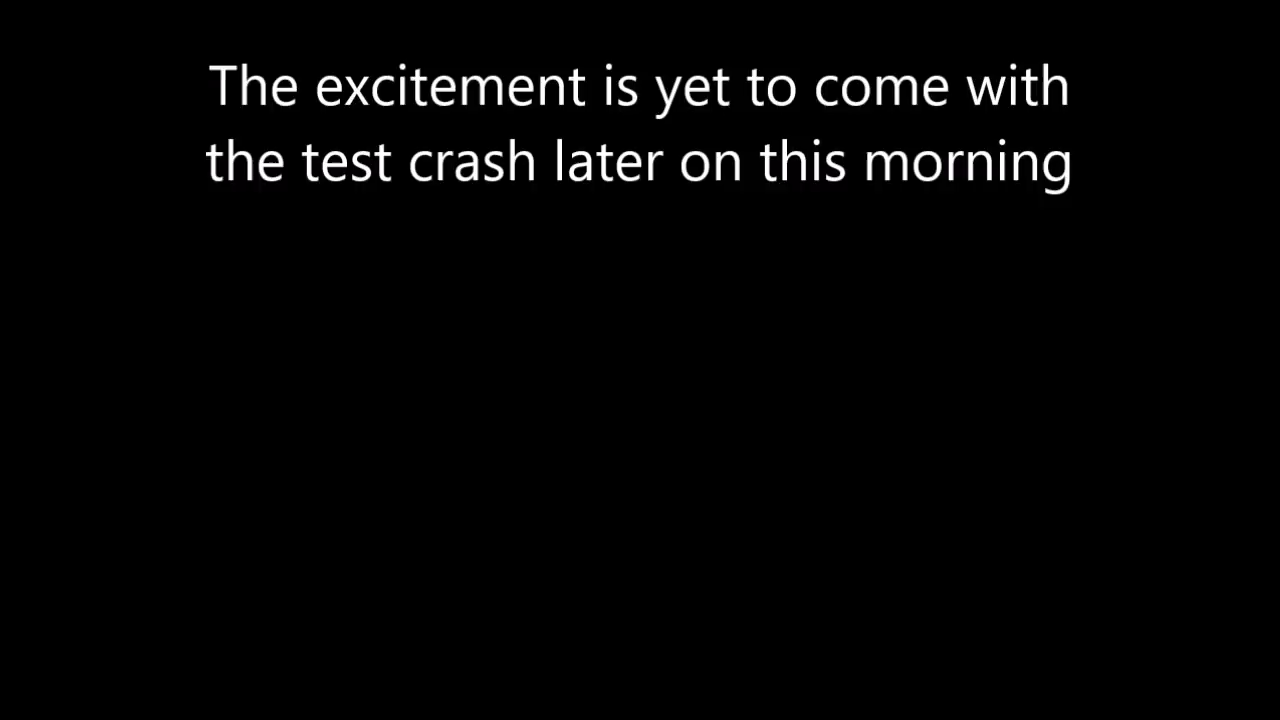 The excitement is yet to come with
the test crash later on this morning